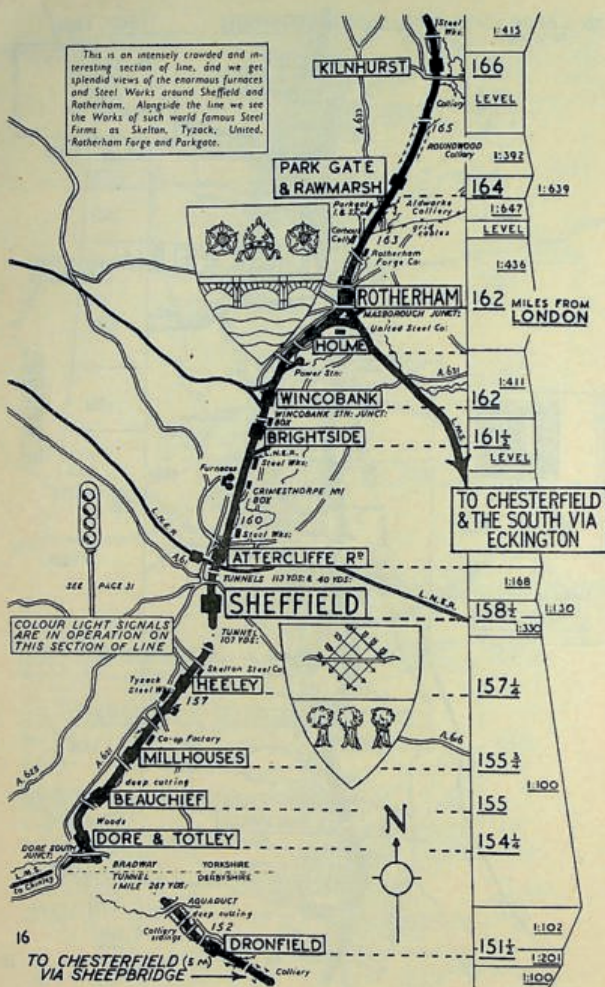 This is an intensely crowded and in-
teresting section of line, and we get
splendid views of the enormous furnaces
and Steel Works around Sheffield and
Rotherham. Alongside the line we see
the Works of such world famous Steel
Firms as Skelton, Tyzack, United,
Rotherham Forge and Parkgate.
Steel
Wks:
1:415
KILNHURST
166
Colliery
LEVEL
A.633
165
ROUNDWOOD
Colliery
1:392
PARK GATE
& RAWMARSH
164
1:639
Parkgate
I. & S.
Aldwarke
Colliery
1:647
grid
cables
LEVEL
163
Rotherham
Forge Co:
1:436
ROTHERHAM
162
MILES FROM
LONDON
MASBOROUGH JUNCT:
United Steel Co:
HOLMES
Power Stn:
A.631
1:411
WINCOBANK
162
WINCOBANK STN: JUNCT:
BOX
BRIGHTSIDE
161½
L.N.E.R.
Steel Wks:
LEVEL
L.M.S.
Furnaces
GRIMESTHORPE Nº1
BOX
160
TO CHESTERFIELD
& THE SOUTH VIA
ECKINGTON
L.N.E.R
Steel Wks:
A.61
ATTERCLIFFE Rᴰ
TUNNELS 113 YDS: & 40 YDS:
L.N.E.R.
1:168
SEE PAGE 31
SHEFFIELD
158½
1:130
1:330
COLOUR LIGHT SIGNALS
ARE IN OPERATION ON
THIS SECTION OF LINE
TUNNEL
107 YDS:
Skelton Steel Co:
Tyzack
Steel Wks:
HEELEY
157
157¼
Co-op Factory
A.621
A.66
MILLHOUSES
155¾
1:100
A.625
deep cutting
BEAUCHIEF
155
Woods
N
DORE & TOTLEY
154¼
DORE SOUTH
JUNCT:
L.M.S.
to Chinley
BRADWAY
TUNNEL
1 MILE 267 YDS:
YORKSHIRE
DERBYSHIRE
AQUADUCT
deep cutting
152
Colliery
sidings
1:102
DRONFIELD
151½
1:201
16
TO CHESTERFIELD (5 M)
VIA SHEEPBRIDGE
Colliery
1:100